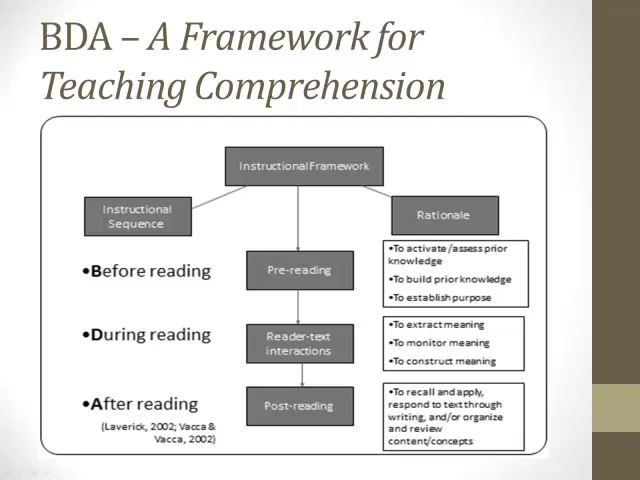 BDA – A Framework for
Teaching Comprehension
Instructional Framework
Instructional
Sequence
Rationale
•Before reading
Pre-reading
•To activate/assess prior
knowledge
•To build prior knowledge
•To establish purpose
•During reading
Reader-text
interactions
•To extract meaning
•To monitor meaning
•To construct meaning
•After reading
(Laverick, 2002; Vacca &
Vacca, 2002)
Post-reading
•To recall and apply,
respond to text through
writing, and/or organize
and review
content/concepts